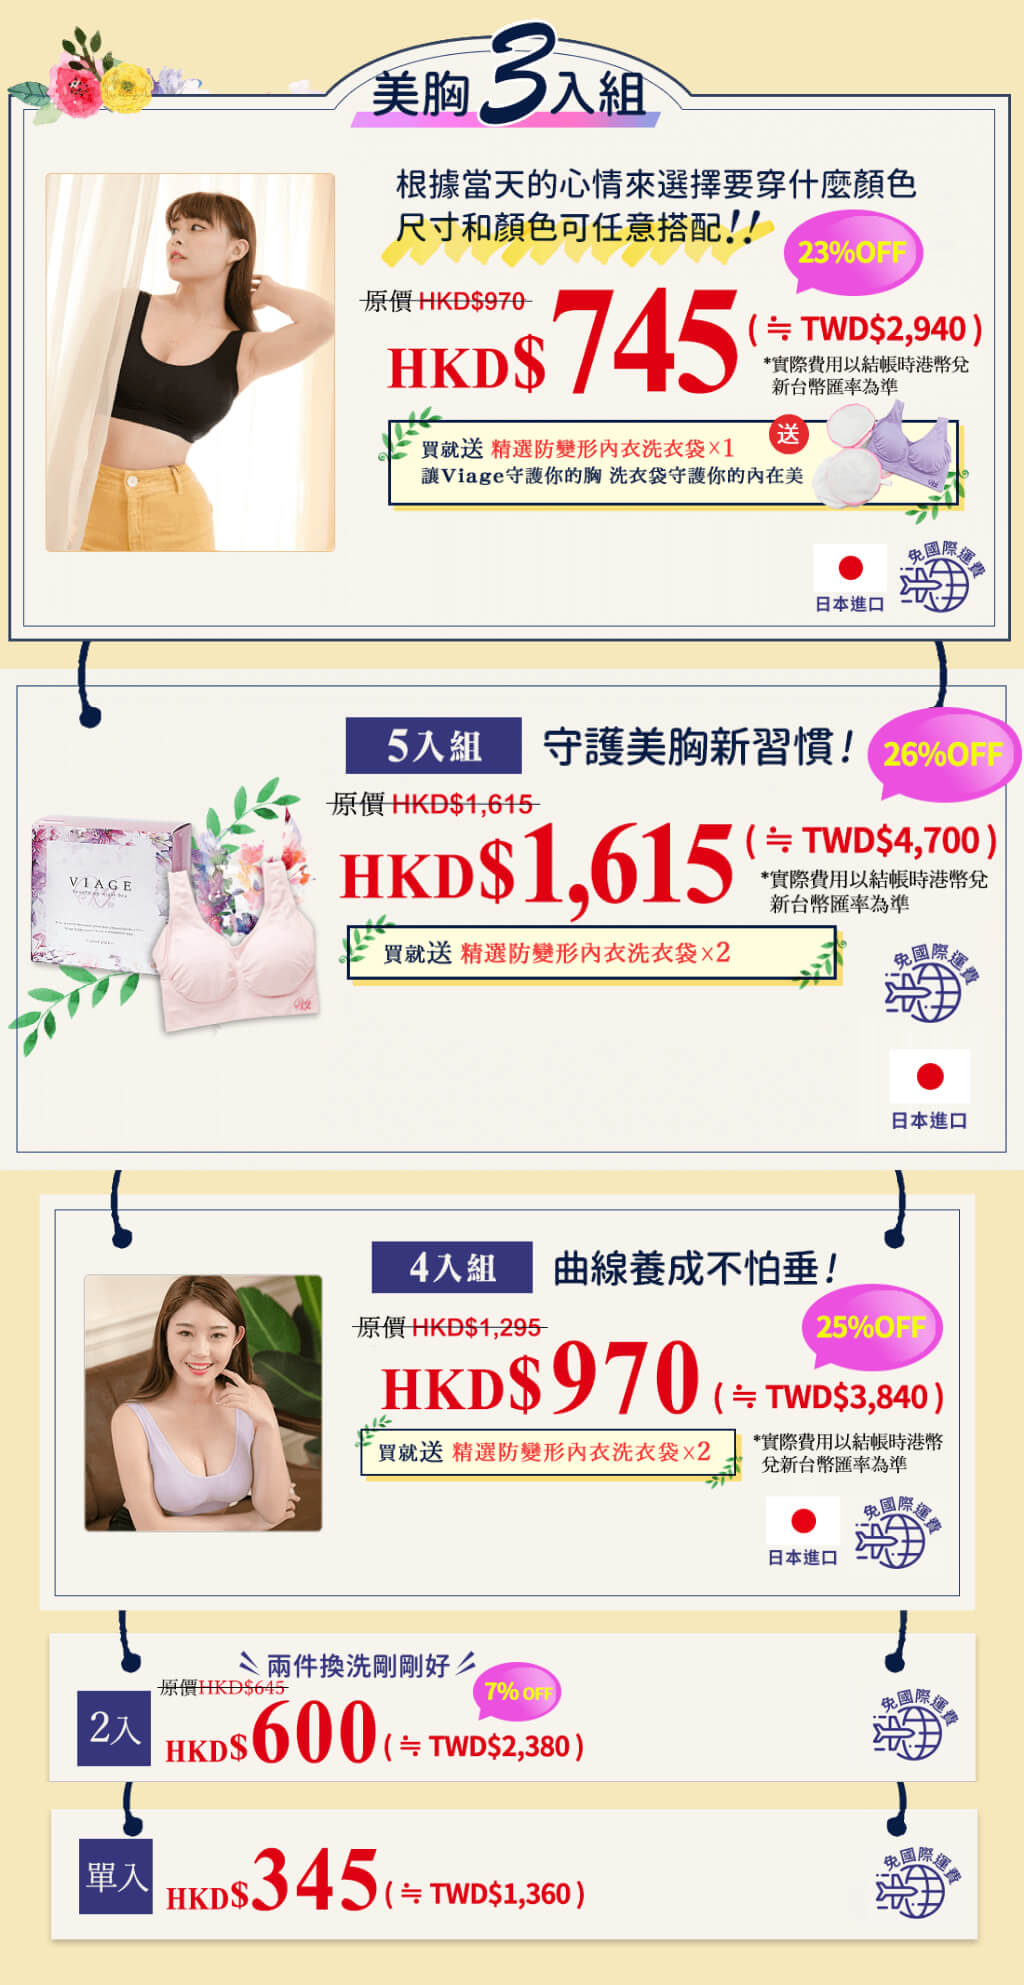 美胸3入組
根據當天的心情來選擇要穿什麼顏色
尺寸和顏色可任意搭配!!
23%OFF
原價 HKD$970
HKD$745
(≒ TWD$2,940)
*實際費用以結帳時港幣兌
新台幣匯率為準
買就送 精選防變形內衣洗衣袋×1
送
讓Viage守護你的胸 洗衣袋守護你的內在美
日本進口
免國際運費
5入組
守護美胸新習慣!
26%OFF
原價 HKD$1,615
HKD$1,615
(≒ TWD$4,700)
*實際費用以結帳時港幣兌
新台幣匯率為準
VIAGE
買就送 精選防變形內衣洗衣袋×2
免國際運費
日本進口
4入組
曲線養成不怕垂!
25%OFF
原價 HKD$1,295
HKD$970
(≒ TWD$3,840)
*實際費用以結帳時港幣
兌新台幣匯率為準
買就送 精選防變形內衣洗衣袋×2
日本進口
免國際運費
兩件換洗剛剛好
原價HKD$645
7% OFF
2入
HKD$600
(≒ TWD$2,380)
免國際運費
單入
HKD$345
(≒ TWD$1,360)
免國際運費